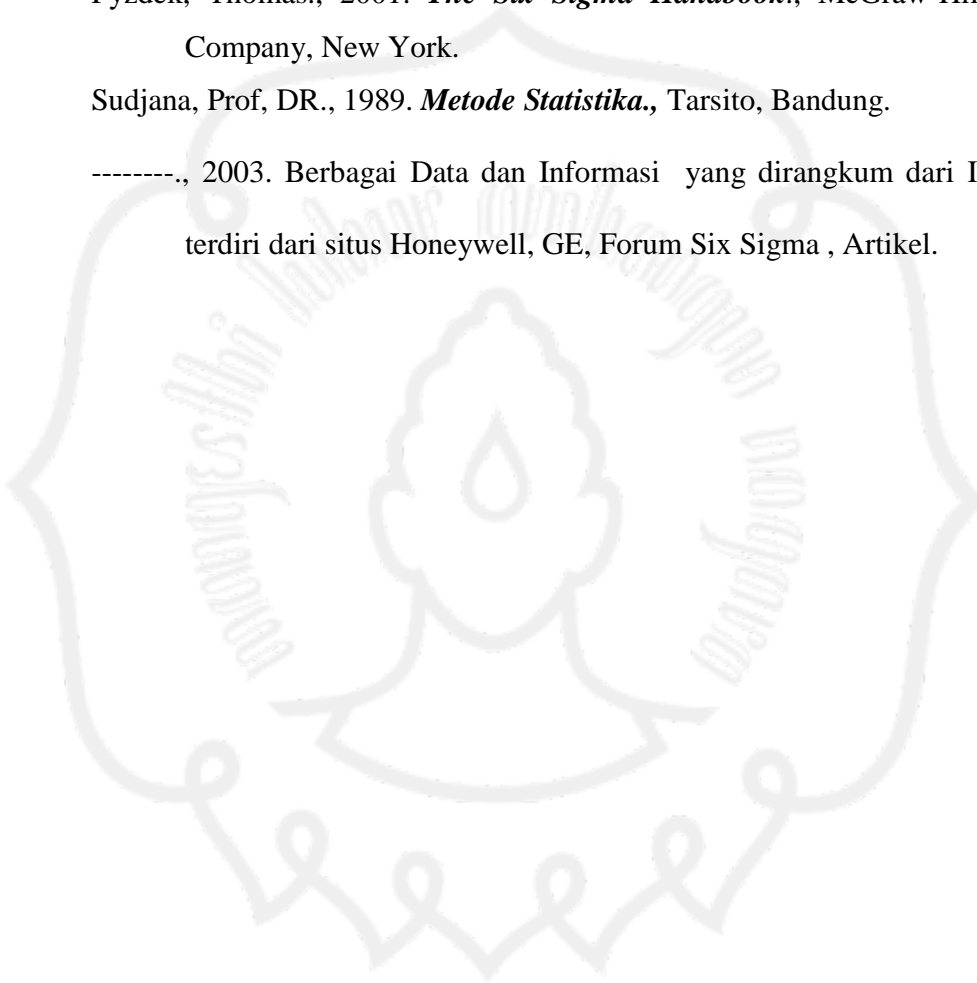 Company, New York.
Sudjana, Prof, DR., 1989. Metode Statistika., Tarsito, Bandung.
--------., 2003. Berbagai Data dan Informasi yang dirangkum dari
terdiri dari situs Honeywell, GE, Forum Six Sigma , Artikel.